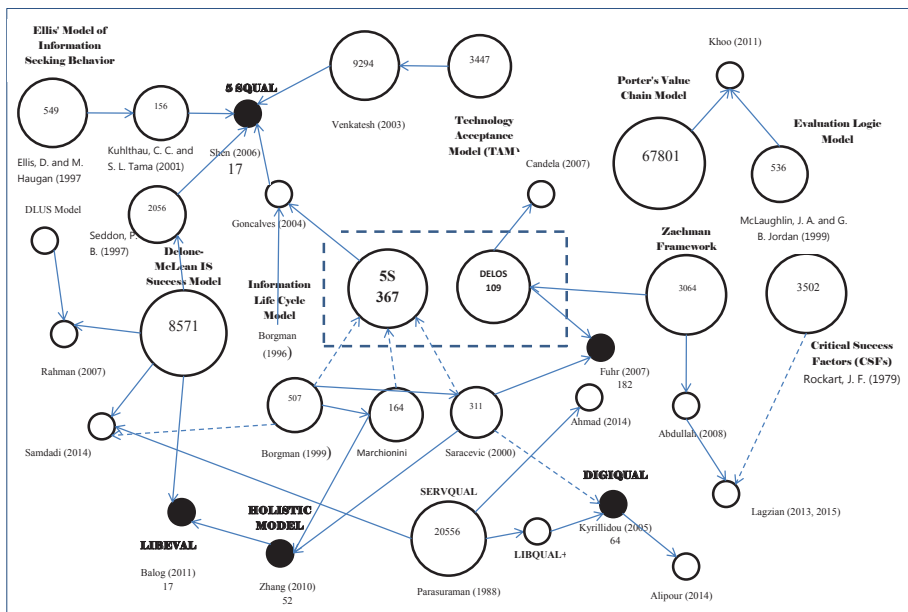 Ellis' Model of
Information
Seeking Behavior
549
Ellis, D. and M.
Haugan (1997
156
Kuhlthau, C. C. and
S. L. Tama (2001)
5 SQUAL
Shen (2006)
17
9294
Venkatesh (2003)
3447
Technology
Acceptance
Model (TAM)
Khoo (2011)
Porter's Value
Chain Model
67801
Evaluation Logic
Model
536
McLaughlin, J. A. and G.
B. Jordan (1999)
Candela (2007)
DLUS Model
2056
Seddon, P.
B. (1997)
Goncalves (2004)
Delone-
McLean IS
Success Model
8571
Information
Life Cycle
Model
Borgman
(1996)
5S
367
DELOS
109
Zachman
Framework
3064
3502
Critical Success
Factors (CSFs)
Rockart, J. F. (1979)
Rahman (2007)
Fuhr (2007)
182
507
Borgman (1999)
164
Marchionini
311
Saracevic (2000)
Ahmad (2014)
Abdullah (2008)
Samdadi (2014)
Lagzian (2013, 2015)
LIBEVAL
Balog (2011)
17
HOLISTIC
MODEL
Zhang (2010)
52
SERVQUAL
20556
Parasuraman (1988)
LIBQUAL+
DIGIQUAL
Kyrillidou (2005)
64
Alipour (2014)